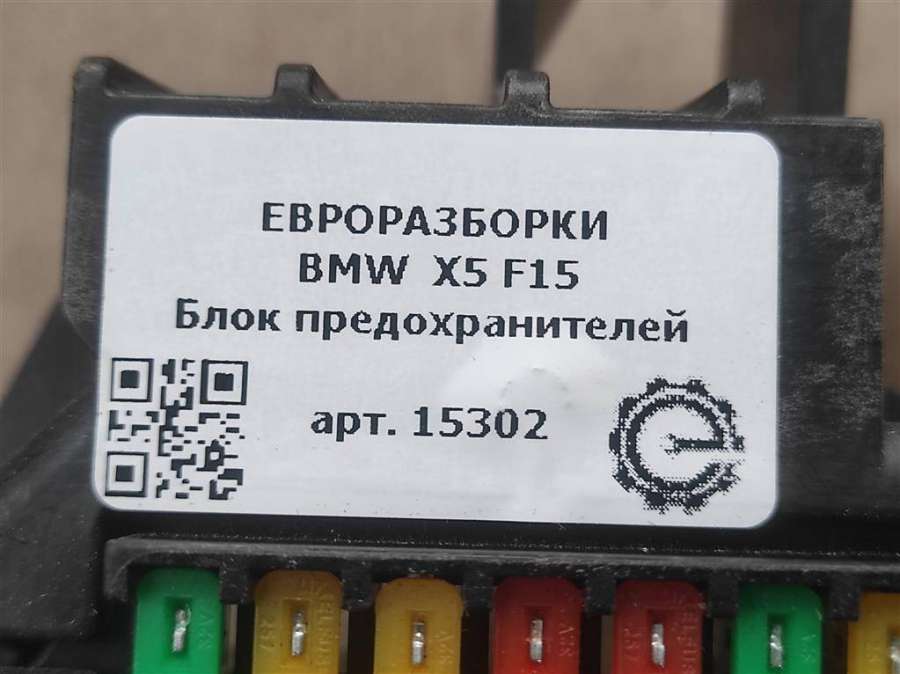 ЕВРОРАЗБОРКИ
BMW X5 F15
Блок предохранителей
арт. 15302